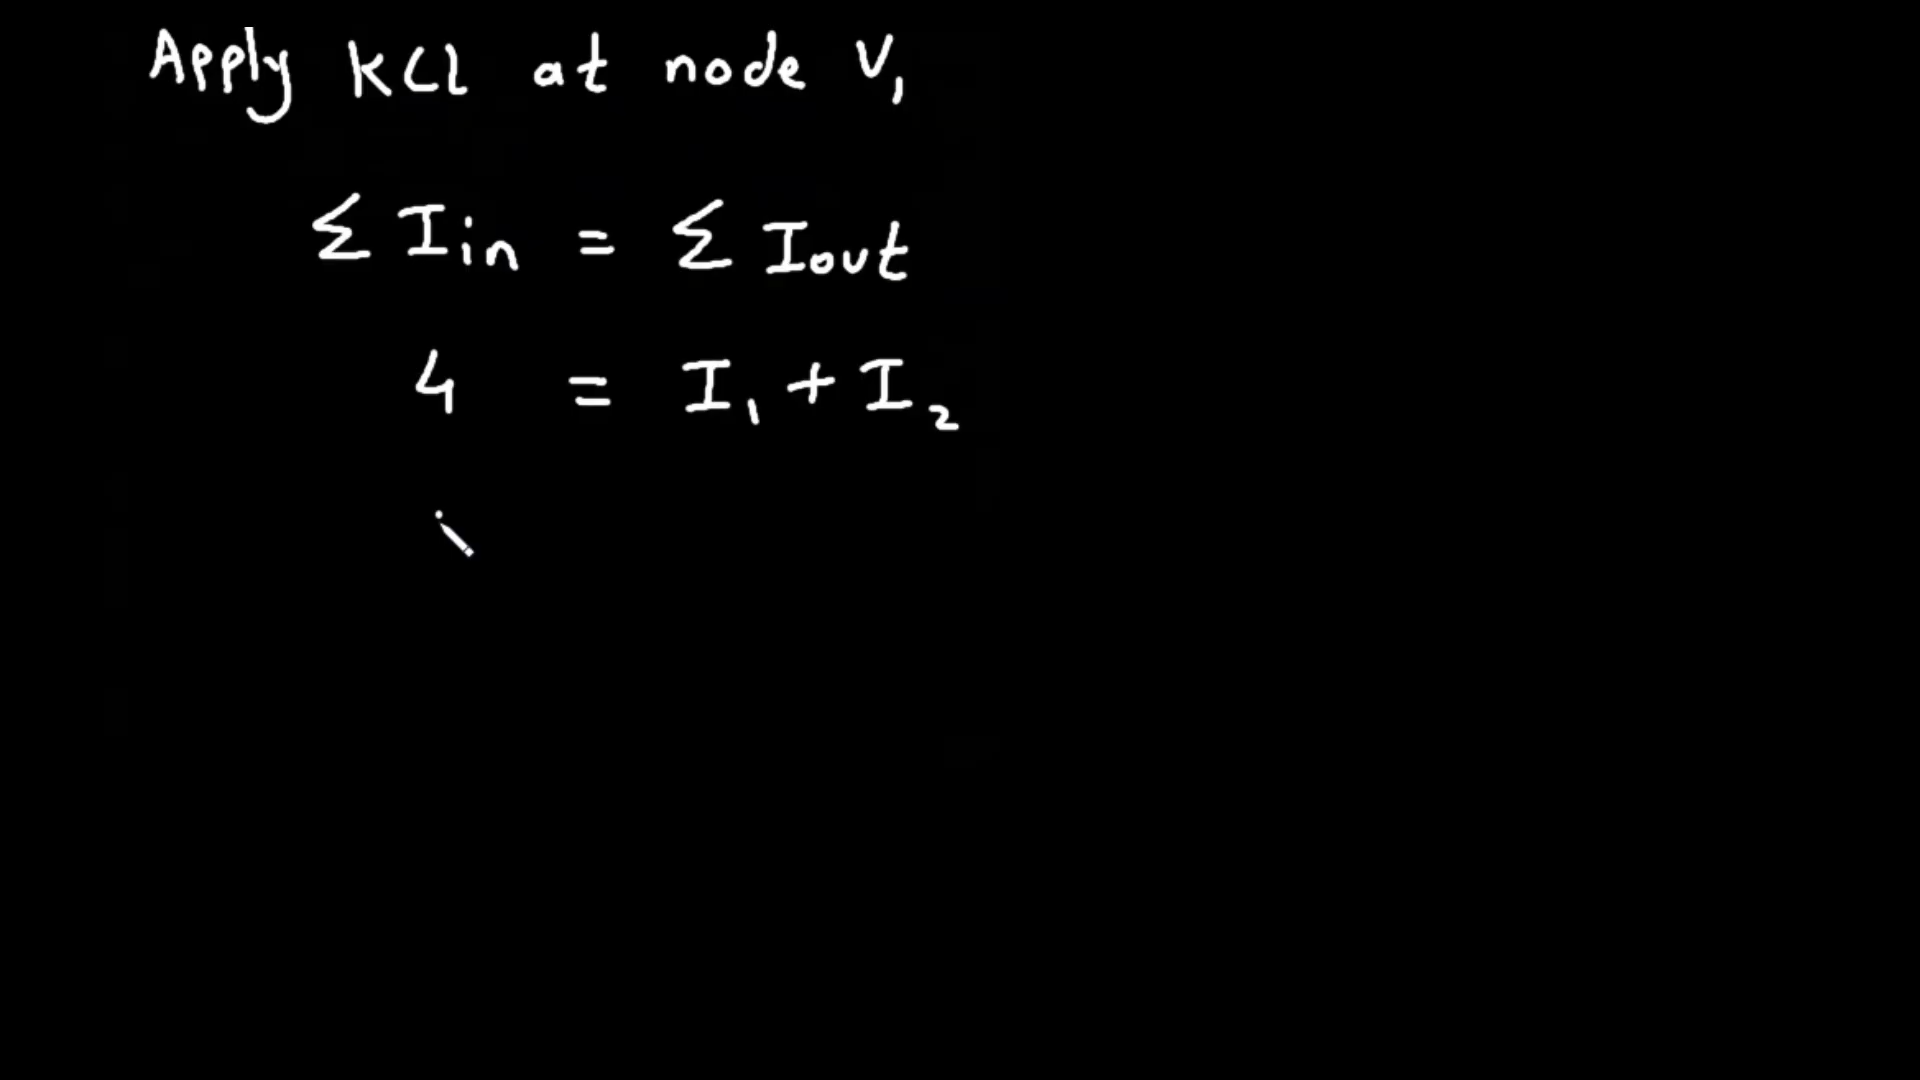 Apply KCL at node V₁
Σ Iin = Σ Iout
4 = I₁ + I₂